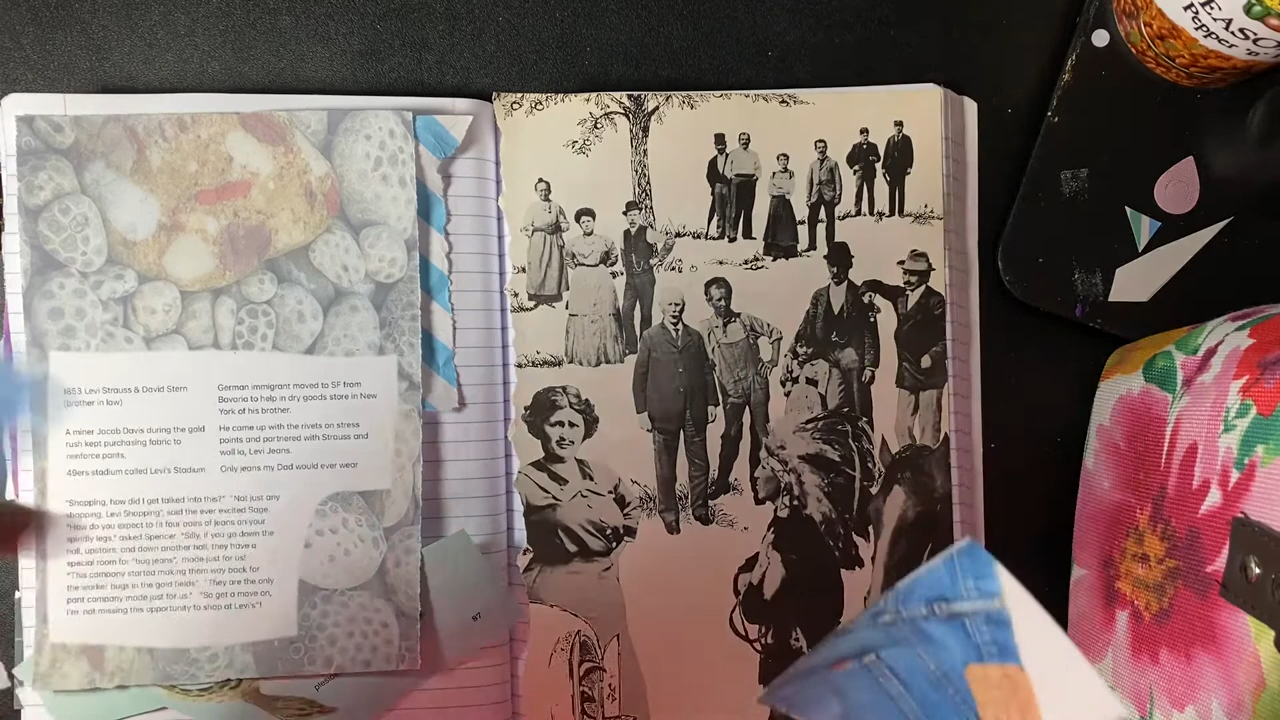 1853 Levi Strauss & David Stern
(brother in law)
German immigrant moved to SF from
Bavaria to help in dry goods store in New
York of his brother.
A miner Jacob Davis during the gold
rush kept purchasing fabric to
reinforce pants,
He came up with the rivets on stress
points and partnered with Strauss and
wall la, Levi Jeans.
49ers stadium called Levi's Stadium
Only jeans my Dad would ever wear
"Shopping, how did I get talked into this?" "Not just any
shopping, Levi Shopping", said the ever excited Sage.
"How do you expect to fit four pairs of jeans on your
spindly legs," asked Spencer. "Silly, if you go down the
hall, upstairs, and down another hall, they have a
special room for "bug jeans", made just for us!
"This company started making them way back for
the worker bugs in the gold fields". "They are the only
pant company made just for us." "So get a move on,
I'm not missing this opportunity to shop at Levi's"!
87
EASO
Pepper